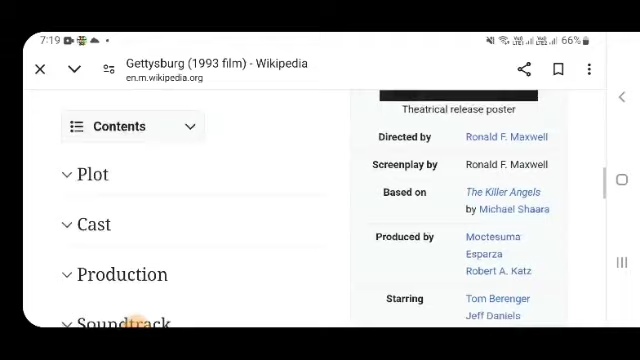 7:19
66%
Gettysburg (1993 film) - Wikipedia
en.m.wikipedia.org
Contents
Plot
Cast
Production
Soundtrack
Theatrical release poster
Directed by Ronald F. Maxwell
Screenplay by Ronald F. Maxwell
Based on The Killer Angels
by Michael Shaara
Produced by Moctesuma
Esparza
Robert A. Katz
Starring Tom Berenger
Jeff Daniels